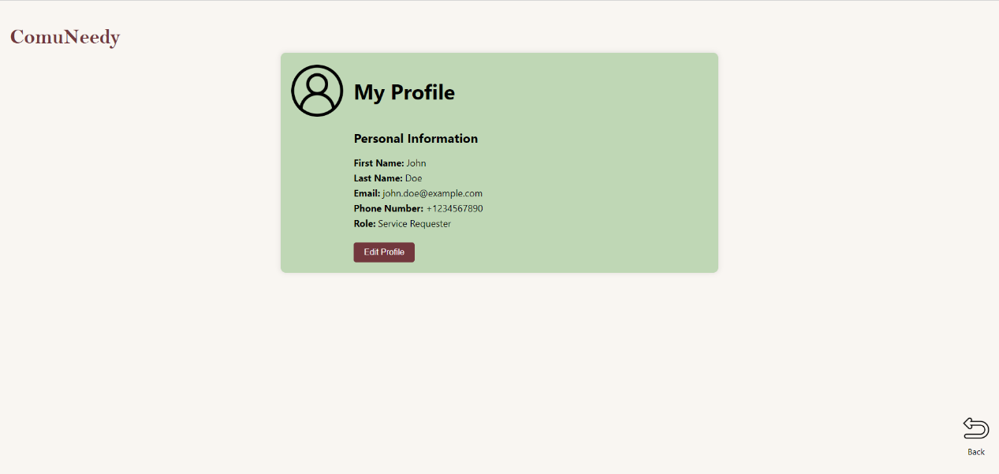 ComuNeedy
My Profile
Personal Information
First Name: John
Last Name: Doe
Email: john.doe@example.com
Phone Number: +1234567890
Role: Service Requester
Edit Profile
Back